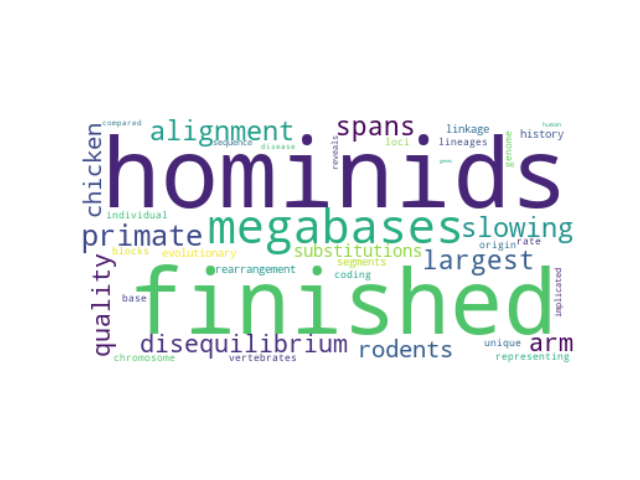 compared
alignment
sequence
disease
spans
reveals
loci
linkage
lineages
genome
human
history
chicken
hominids
genes
individual
primate
megabases
slowing
origin
rate
blocks
evolutionary
substitutions
segments
largest
rearrangement
coding
quality
base
finished
implicated
disequilibrium
rodents
unique
arm
chromosome
vertebrates
representing